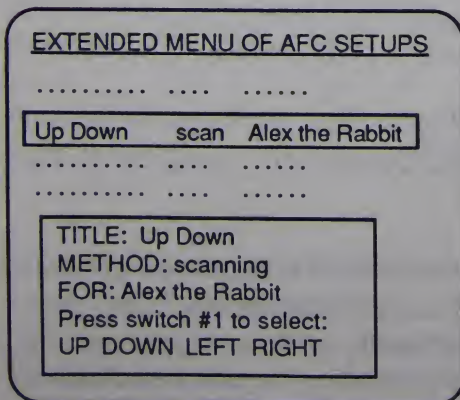 EXTENDED MENU OF AFC SETUPS
.......... .... ......
Up Down scan Alex the Rabbit
.......... .... ......
.......... .... ......
TITLE: Up Down
METHOD: scanning
FOR: Alex the Rabbit
Press switch #1 to select:
UP DOWN LEFT RIGHT